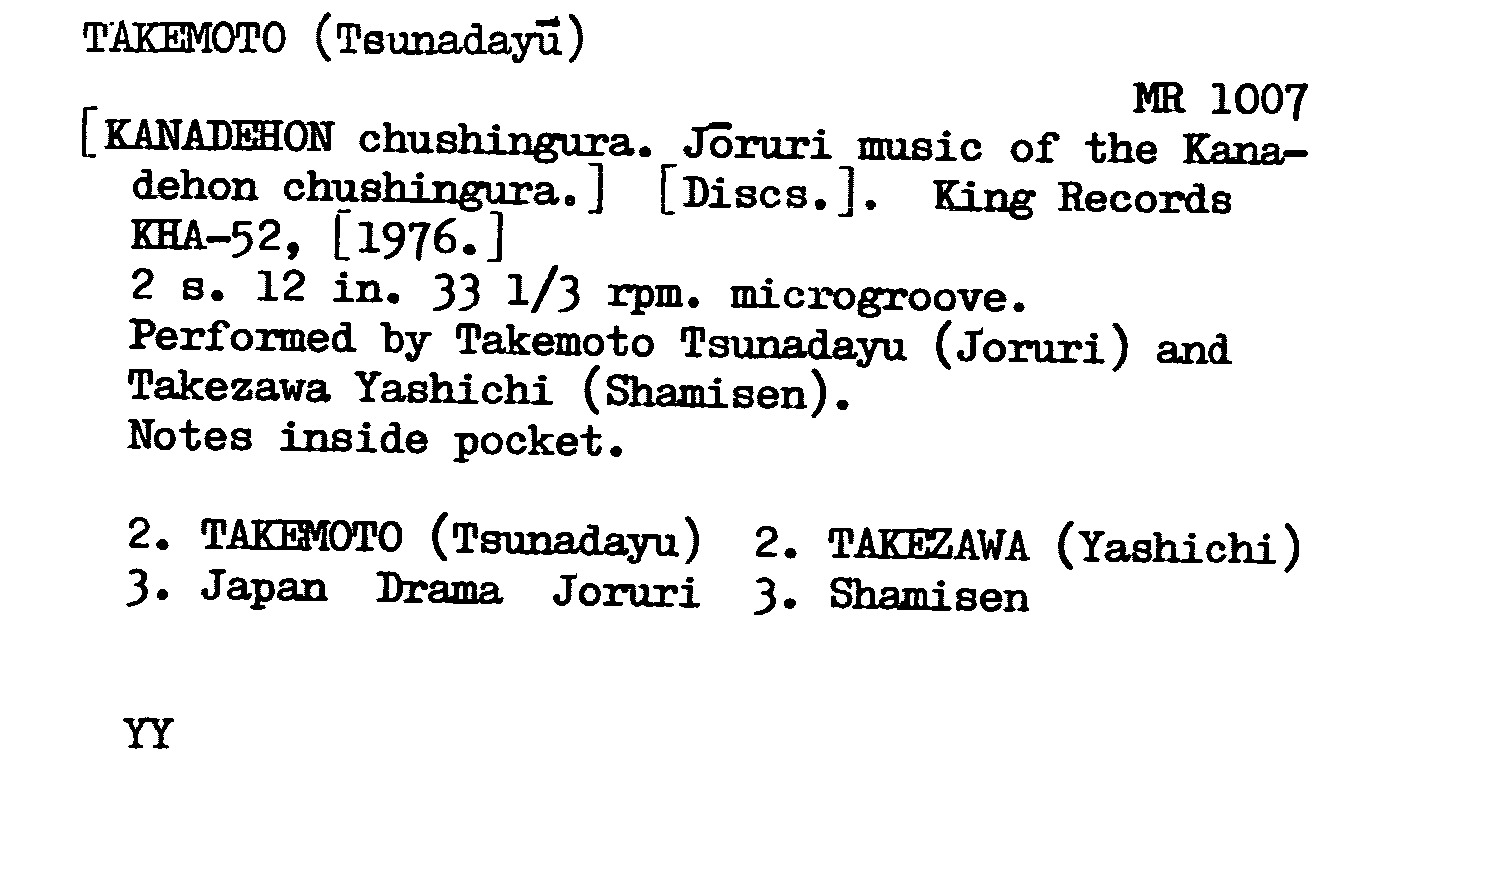 TAKEMOTO (Tsunadayū)
MR 1007
[KANADEHON chushingura. Jōruri music of the Kana-
dehon chushingura.] [Discs.]. King Records
KHA-52, [1976.]
2 s. 12 in. 33 1/3 rpm. microgroove.
Performed by Takemoto Tsunadayu (Joruri) and
Takezawa Yashichi (Shamisen).
Notes inside pocket.
2. TAKEMOTO (Tsunadayu) 2. TAKEZAWA (Yashichi)
3. Japan Drama Joruri 3. Shamisen
YY